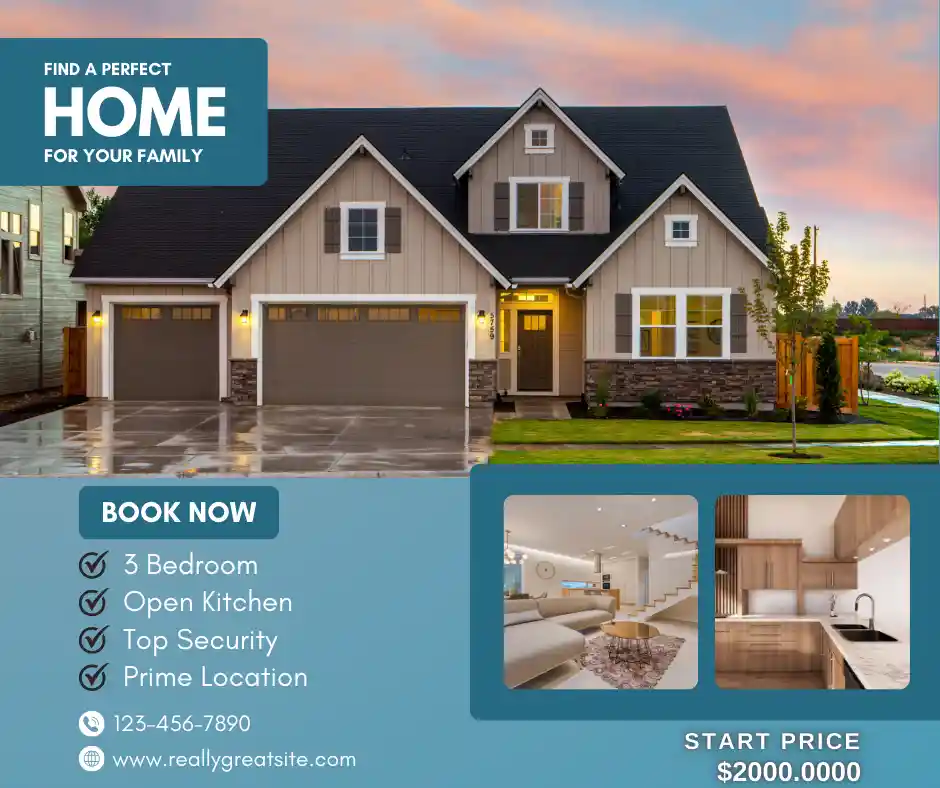 FIND A PERFECT
HOME
FOR YOUR FAMILY
5759
BOOK NOW
3 Bedroom
Open Kitchen
Top Security
Prime Location
123-456-7890
www.reallygreatsite.com
START PRICE
$2000.0000